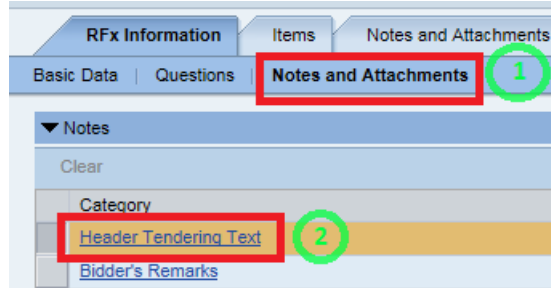 RFx Information Items Notes and Attachments
Basic Data | Questions | Notes and Attachments 1
Notes
Clear
Category
Header Tendering Text 2
Bidder's Remarks